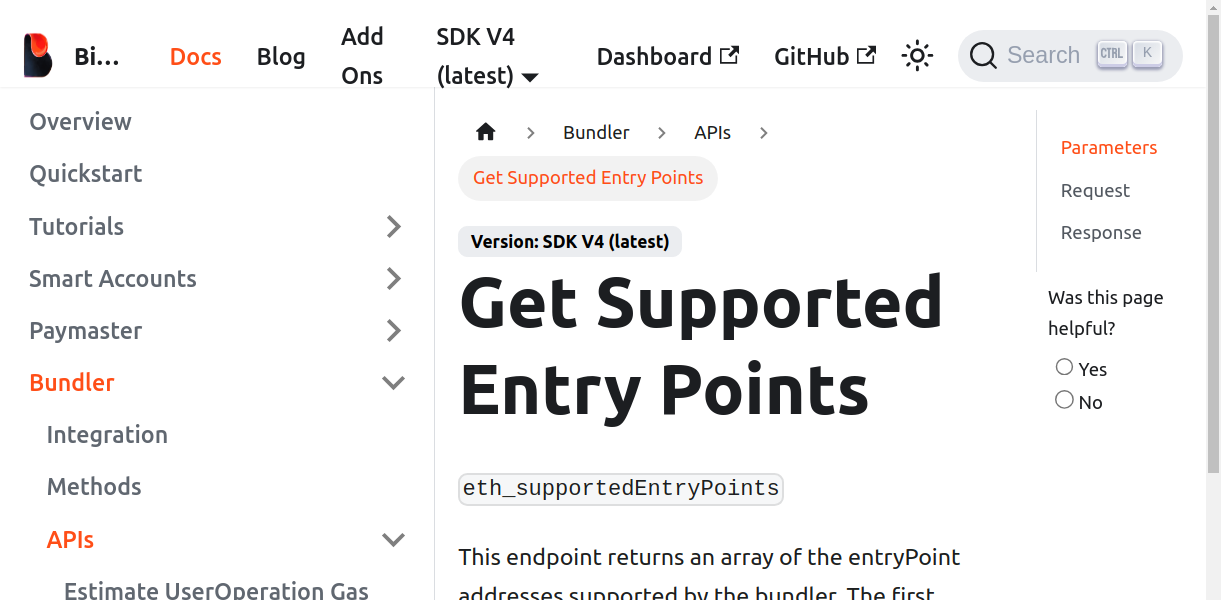 Bi...
Docs
Blog
Add
Ons
SDK V4
(latest)
Dashboard
GitHub
Search
CTRL
K
Overview
Quickstart
Tutorials
Smart Accounts
Paymaster
Bundler
Integration
Methods
APIs
Estimate UserOperation Gas
Bundler
APIs
Get Supported Entry Points
Version: SDK V4 (latest)
Get Supported
Entry Points
eth_supportedEntryPoints
This endpoint returns an array of the entryPoint
addresses supported by the bundler. The first
Parameters
Request
Response
Was this page
helpful?
Yes
No